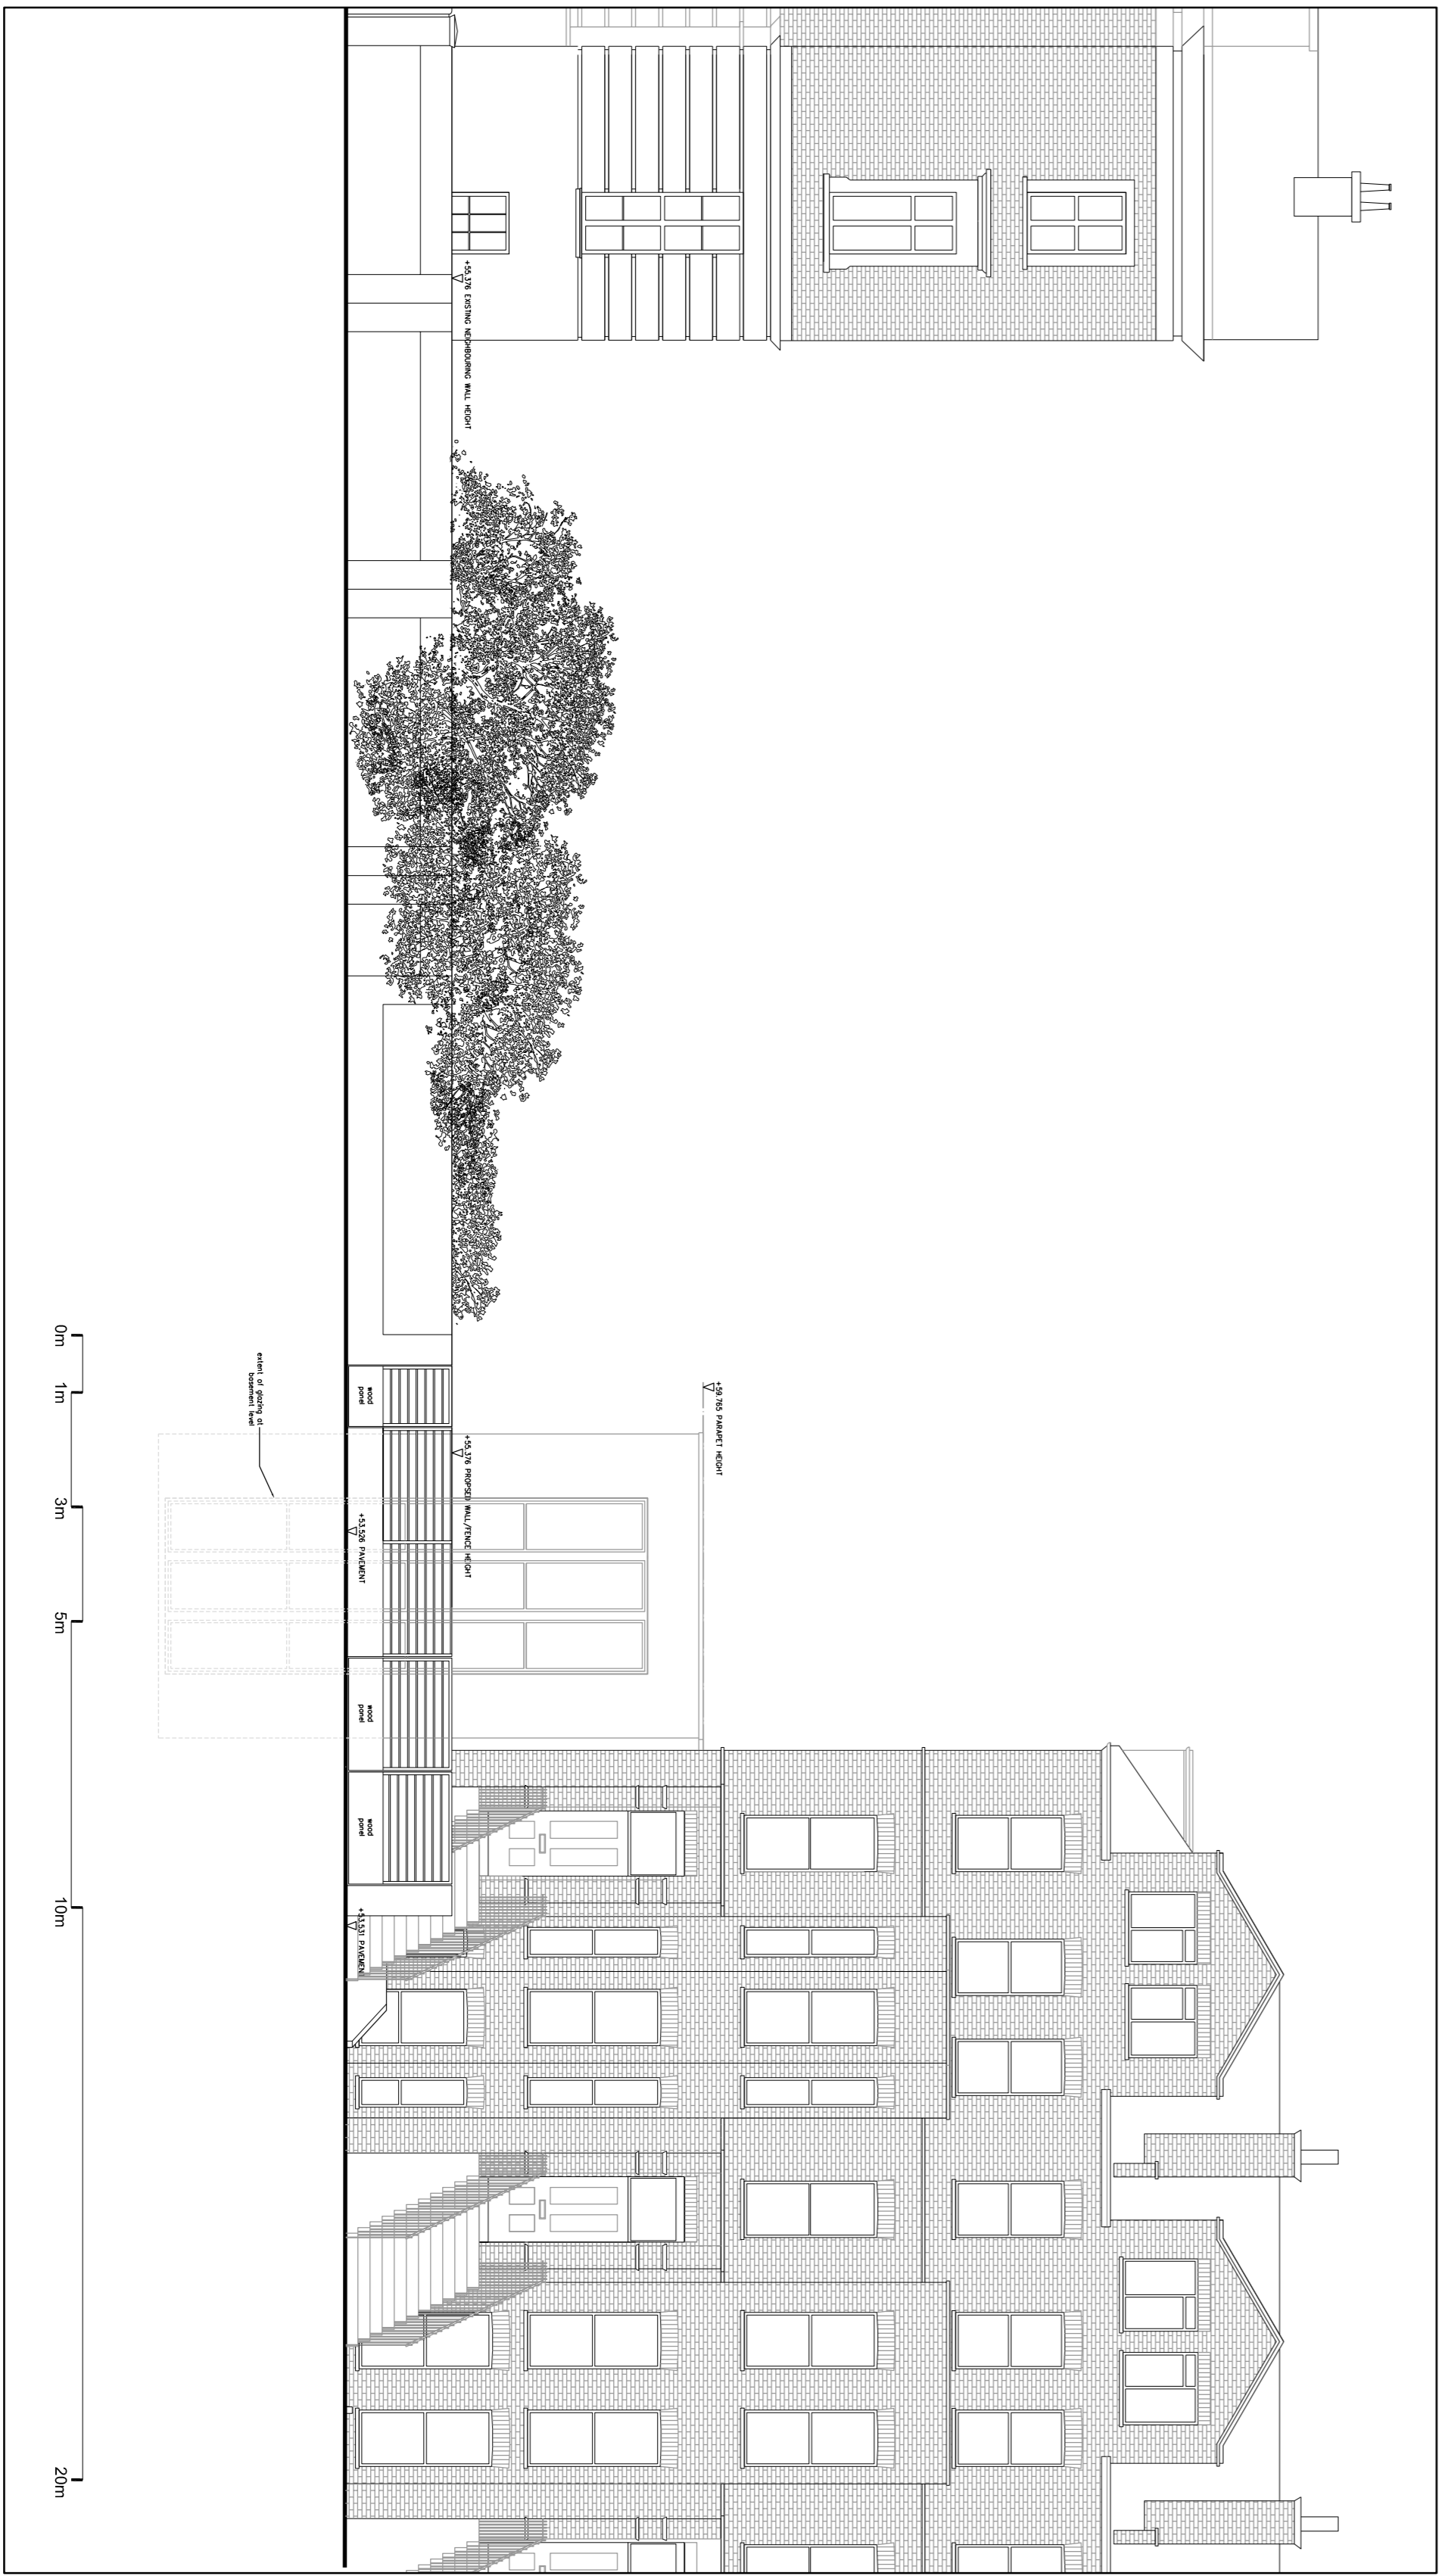 +55.376 EXISTING NEIGHBOURING WALL HEIGHT
+59.765 PARAPET HEIGHT
+55.376 PROPSED WALL/FENCE HEIGHT
+53.526 PAVEMENT
+53.531 PAVEMENT
wood
panel
wood
panel
wood
panel
extent of glazing at
basement level
0m
1m
3m
5m
10m
20m